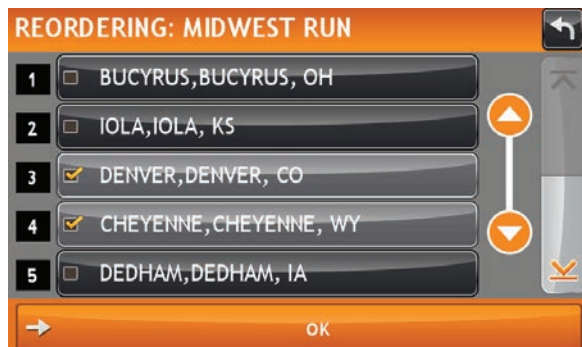 REORDERING: MIDWEST RUN
1 BUCYRUS,BUCYRUS, OH
2 IOLA,IOLA, KS
3 DENVER,DENVER, CO
4 CHEYENNE,CHEYENNE, WY
5 DEDHAM,DEDHAM, IA
OK